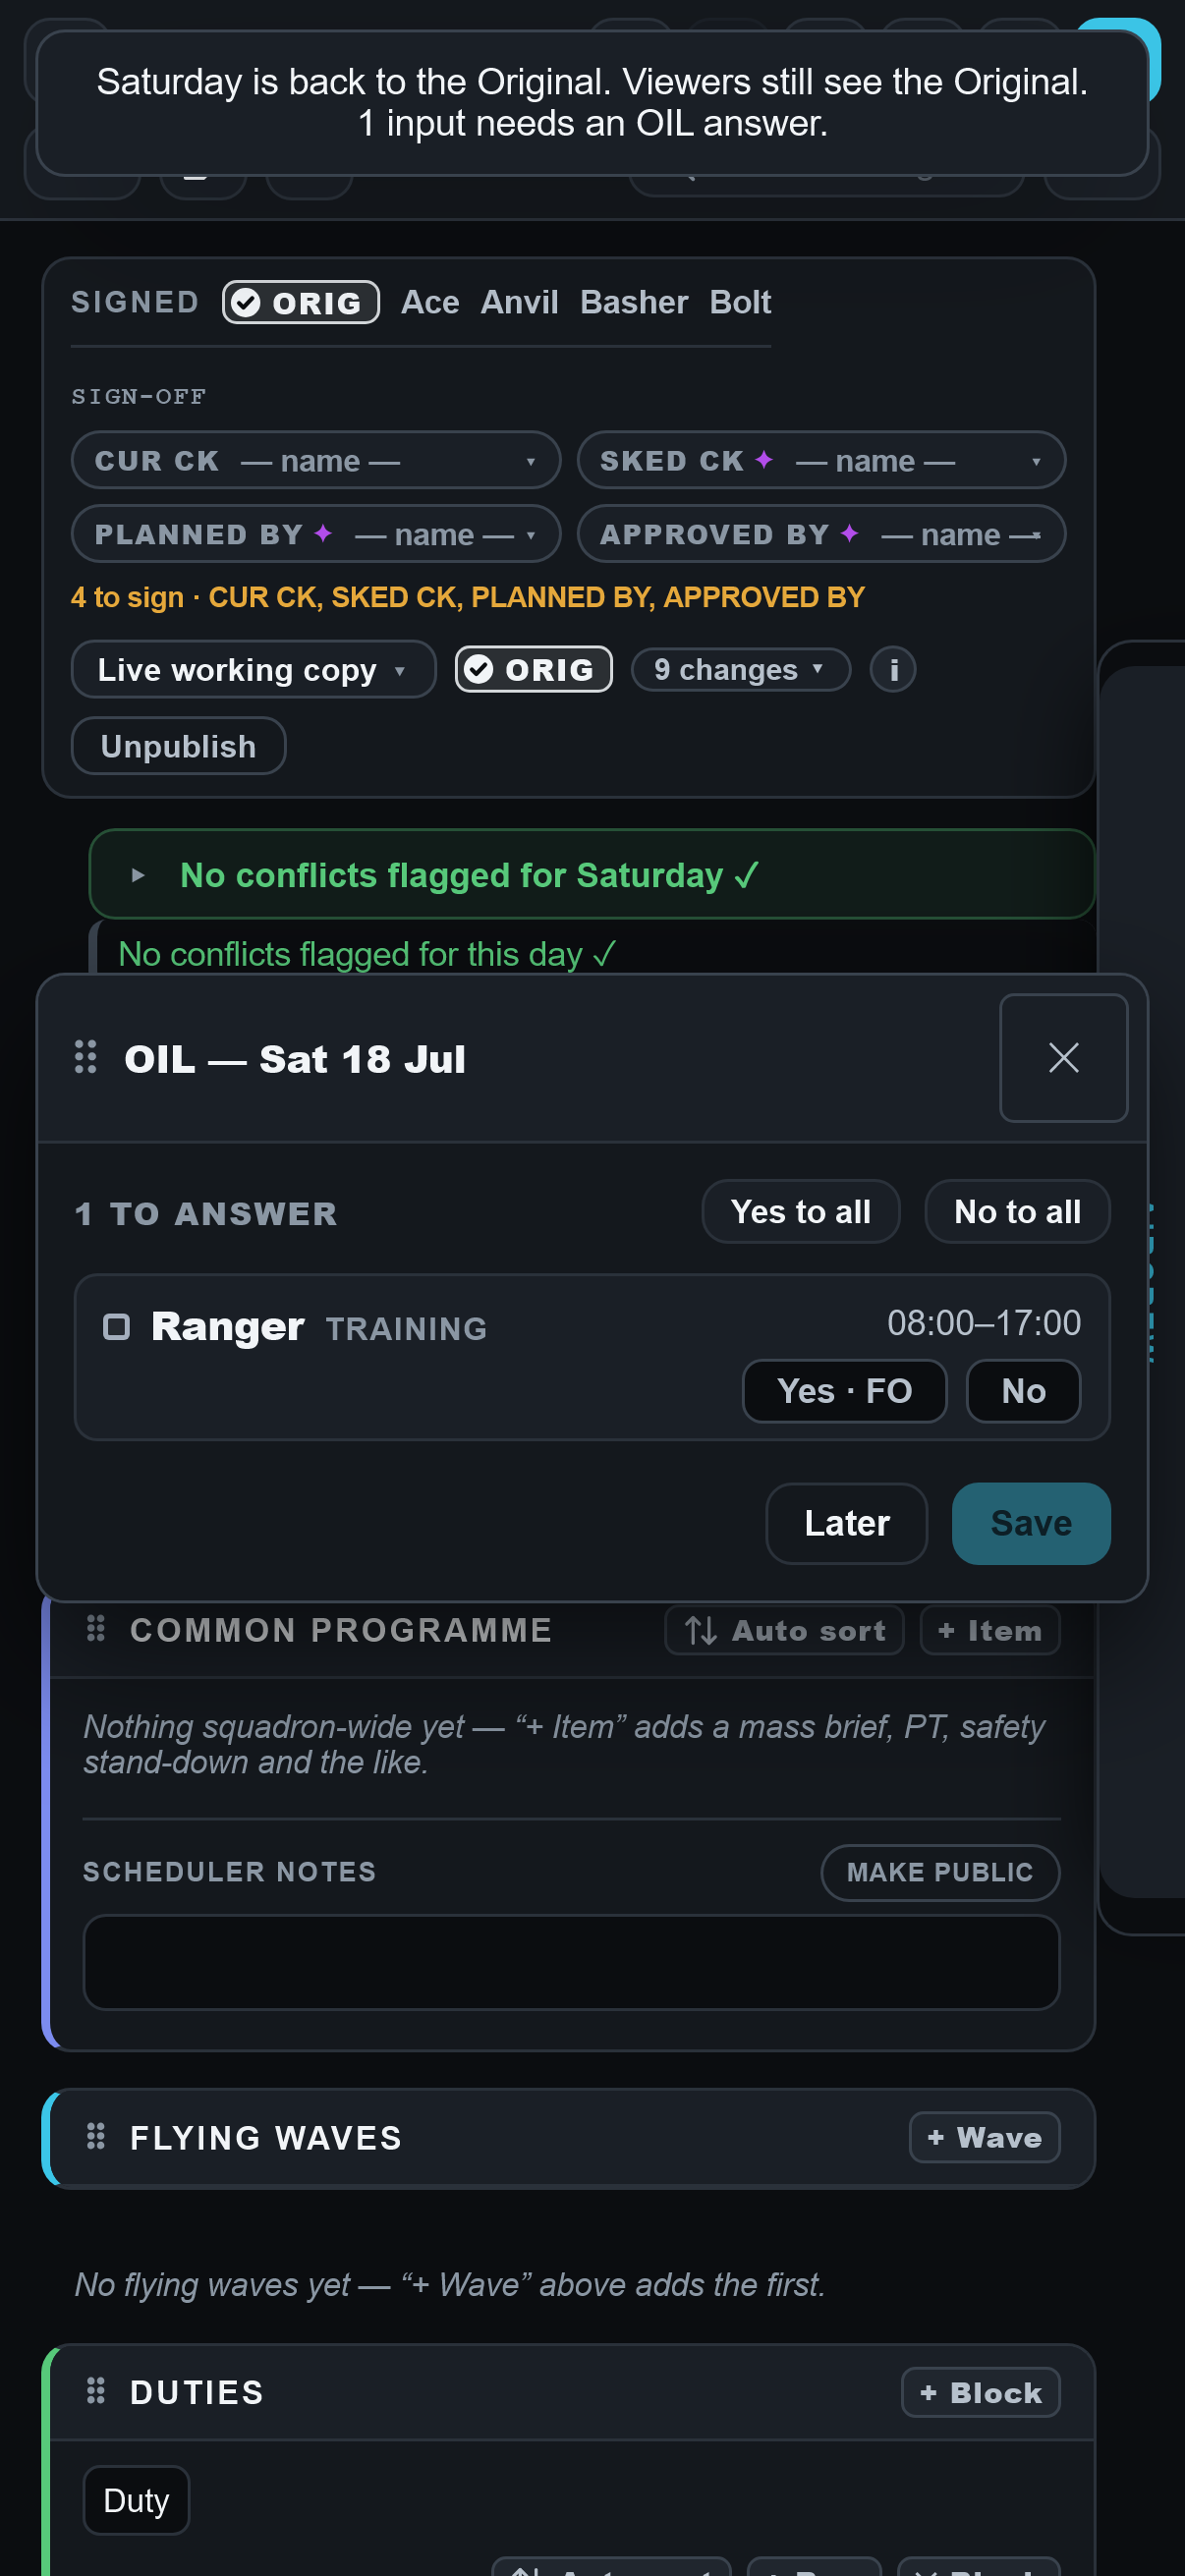 Saturday is back to the Original. Viewers still see the Original.
1 input needs an OIL answer.
SIGNED ORIG Ace Anvil Basher Bolt
SIGN-OFF
CUR CK — name — SKED CK — name —
PLANNED BY — name — APPROVED BY — name —
4 to sign · CUR CK, SKED CK, PLANNED BY, APPROVED BY
Live working copy ORIG 9 changes i
Unpublish
No conflicts flagged for Saturday ✓
No conflicts flagged for this day ✓
OIL — Sat 18 Jul
1 TO ANSWER Yes to all No to all
Ranger TRAINING 08:00–17:00
Yes · FO No
Later Save
COMMON PROGRAMME Auto sort + Item
Nothing squadron-wide yet — “+ Item” adds a mass brief, PT, safety
stand-down and the like.
SCHEDULER NOTES MAKE PUBLIC
FLYING WAVES + Wave
No flying waves yet — “+ Wave” above adds the first.
DUTIES + Block
Duty